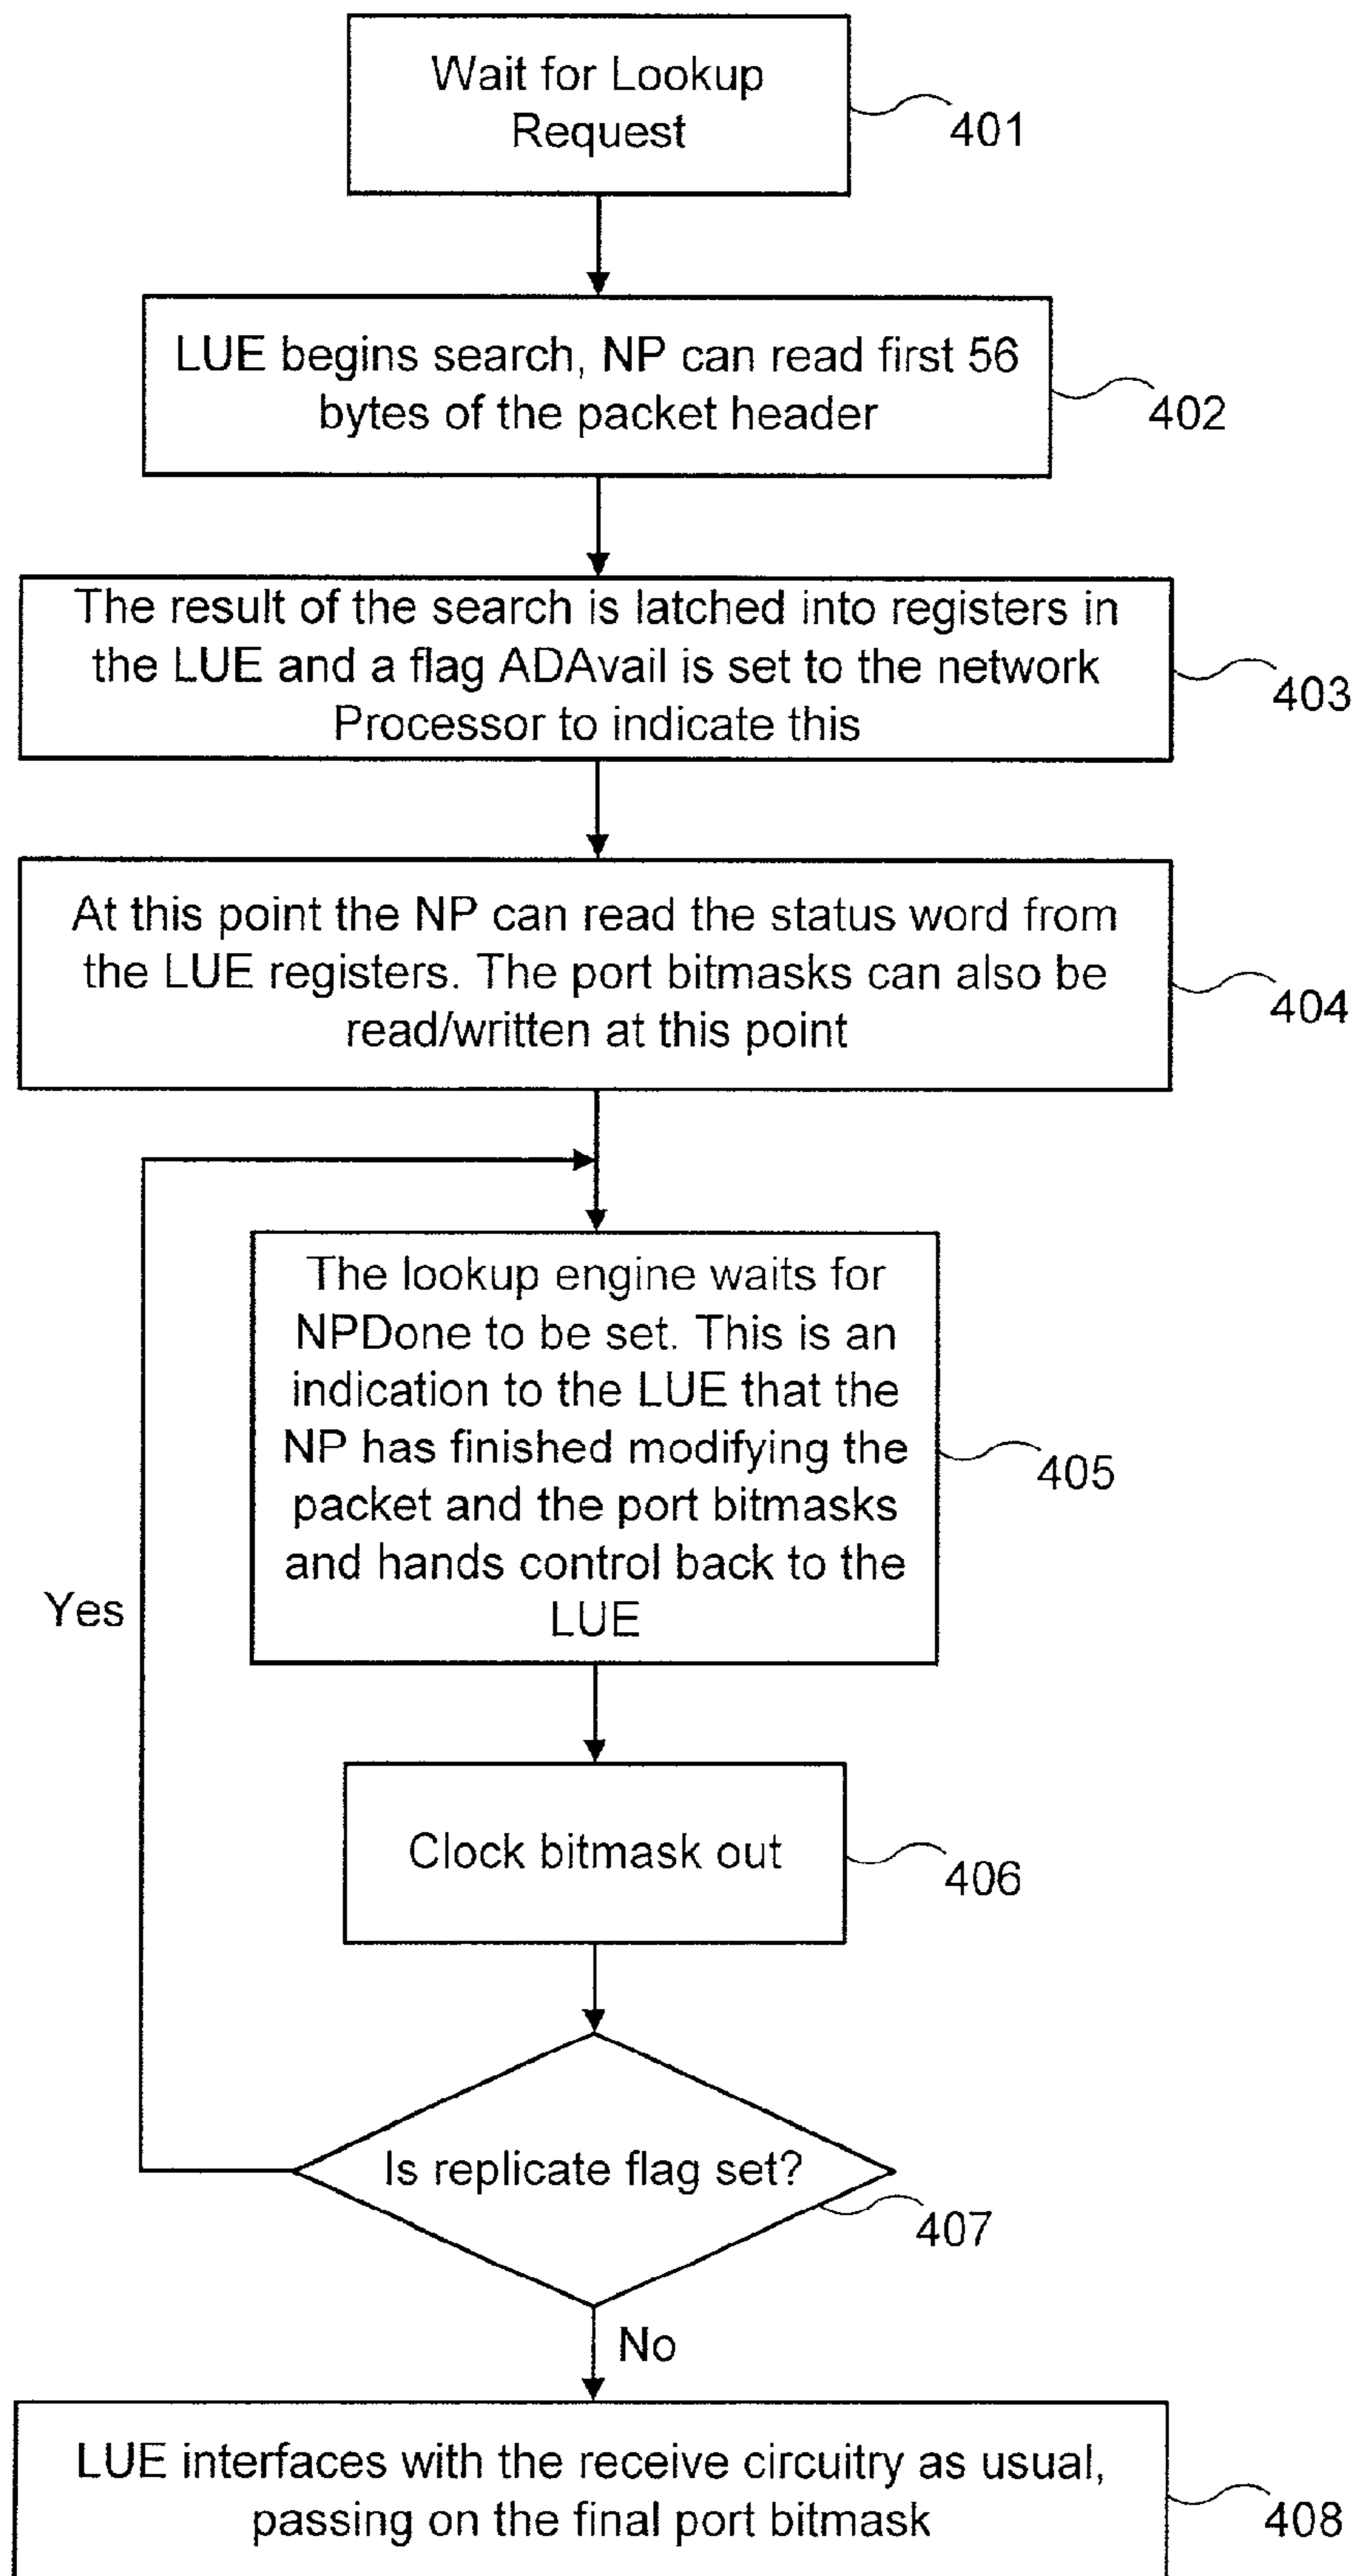 Wait for Lookup
Request
401
LUE begins search, NP can read first 56
bytes of the packet header
402
The result of the search is latched into registers in
the LUE and a flag ADAvail is set to the network
Processor to indicate this
403
At this point the NP can read the status word from
the LUE registers. The port bitmasks can also be
read/written at this point
404
The lookup engine waits for
NPDone to be set. This is an
indication to the LUE that the
NP has finished modifying the
packet and the port bitmasks
and hands control back to the
LUE
405
Yes
Clock bitmask out
406
Is replicate flag set?
407
No
LUE interfaces with the receive circuitry as usual,
passing on the final port bitmask
408